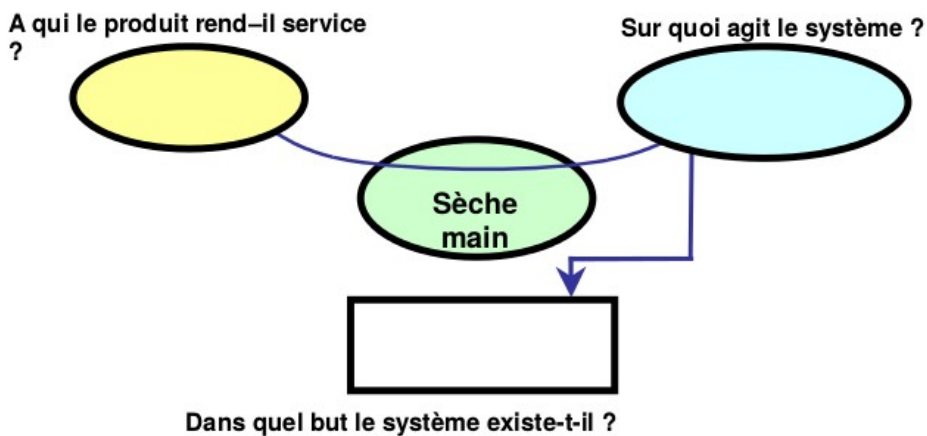 A qui le produit rend–il service
?
Sur quoi agit le système ?
Sèche
main
Dans quel but le système existe-t-il ?